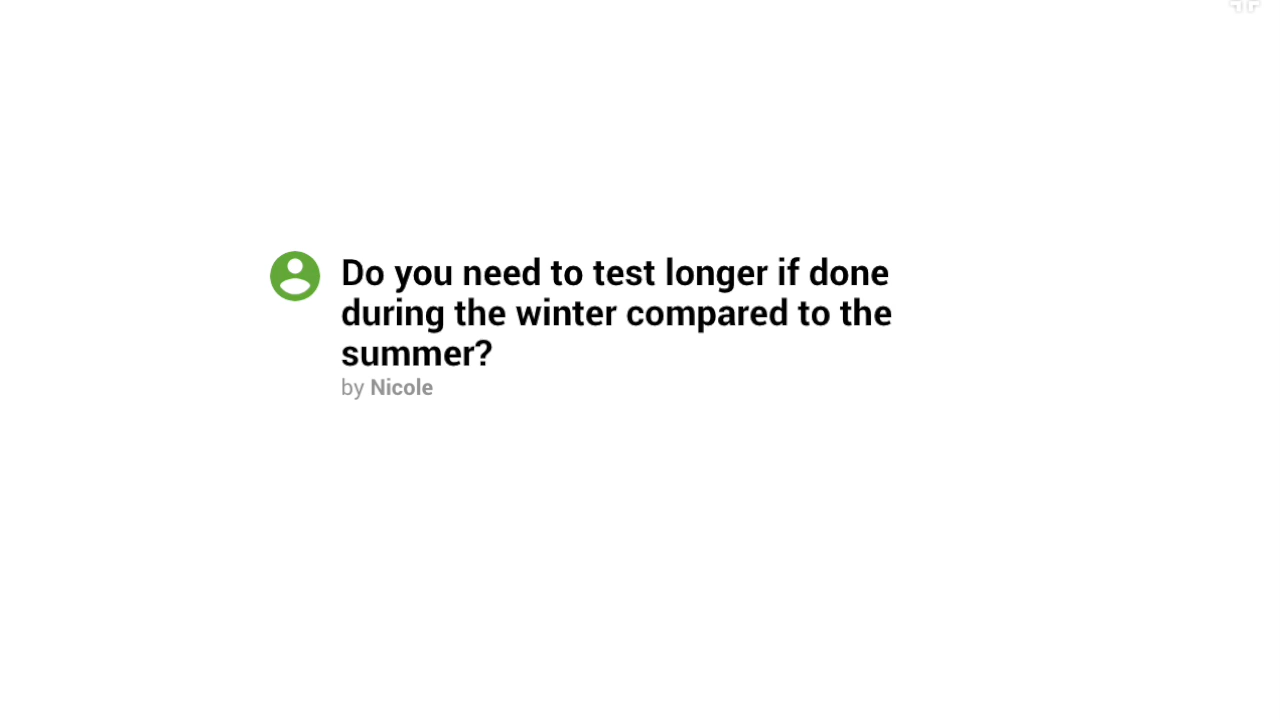 Do you need to test longer if done
during the winter compared to the
summer?
by Nicole